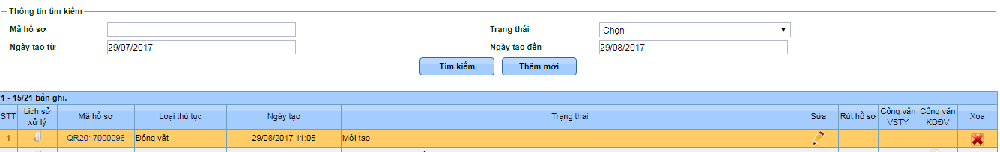 Thông tin tìm kiếm
Mã hồ sơ Trạng thái Chọn
Ngày tạo từ 29/07/2017 Ngày tạo đến 29/08/2017
Tìm kiếm Thêm mới
1 - 15/21 bản ghi.
STT Lịch sử xử lý Mã hồ sơ Loại thủ tục Ngày tạo Trạng thái Sửa Rút hồ sơ Công văn VSTY Công văn KDĐV Xóa
1 QR2017000096 Động vật 29/08/2017 11:05 Mới tạo